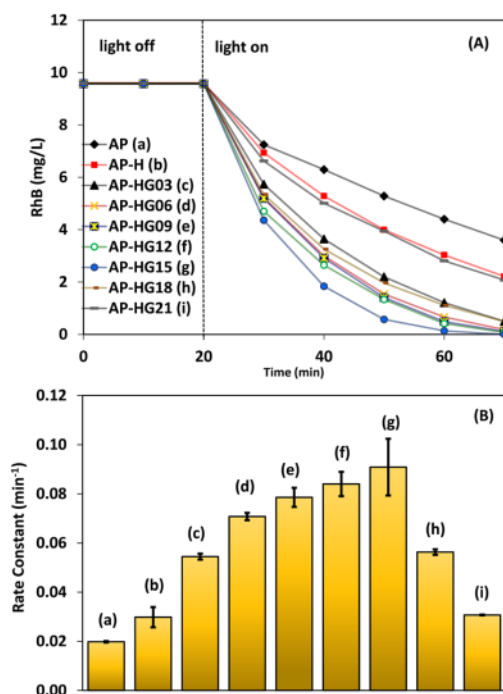 12
light off
light on
(A)
10
8
RhB (mg/L)
6
4
2
0
AP (a)
AP-H (b)
AP-HG03 (c)
AP-HG06 (d)
AP-HG09 (e)
AP-HG12 (f)
AP-HG15 (g)
AP-HG18 (h)
AP-HG21 (i)
0 20 40 60
Time (min)
0.12
(B)
0.10
0.08
Rate Constant (min⁻¹)
0.06
0.04
0.02
0.00
(a)
(b)
(c)
(d)
(e)
(f)
(g)
(h)
(i)